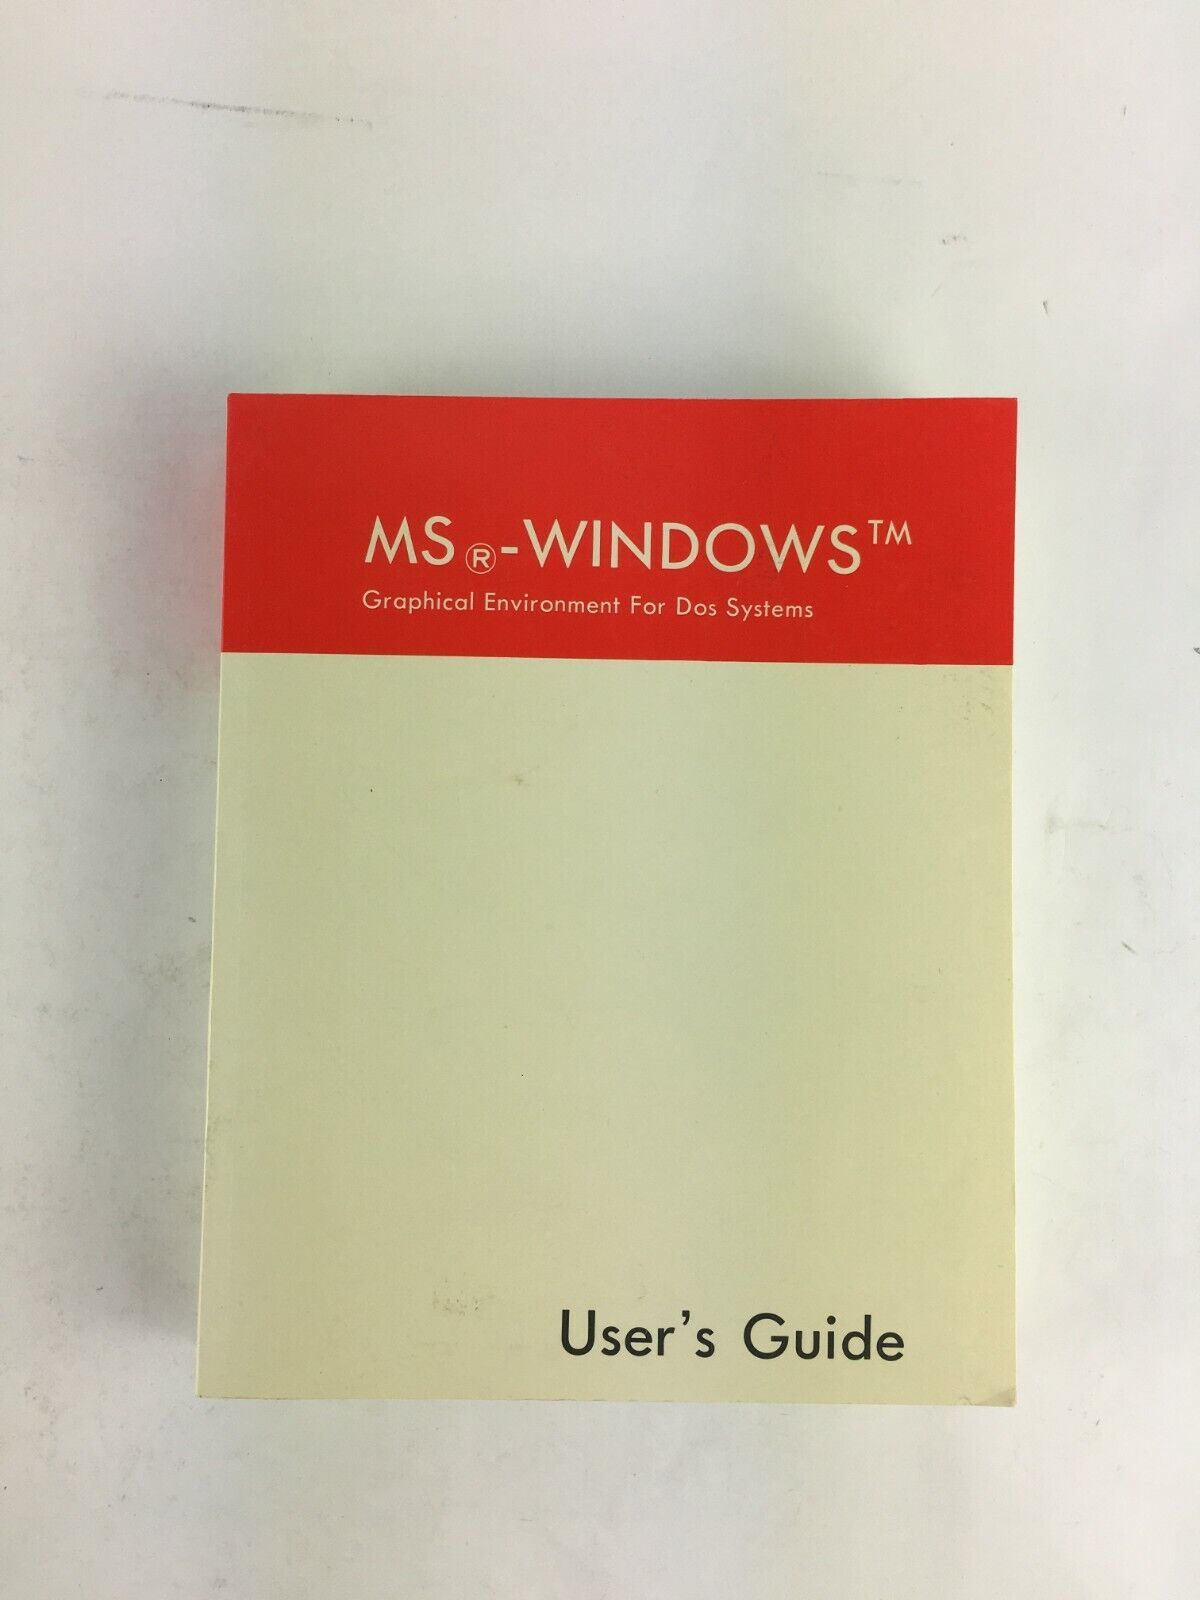 MS®-WINDOWS™
Graphical Environment For Dos Systems
User's Guide